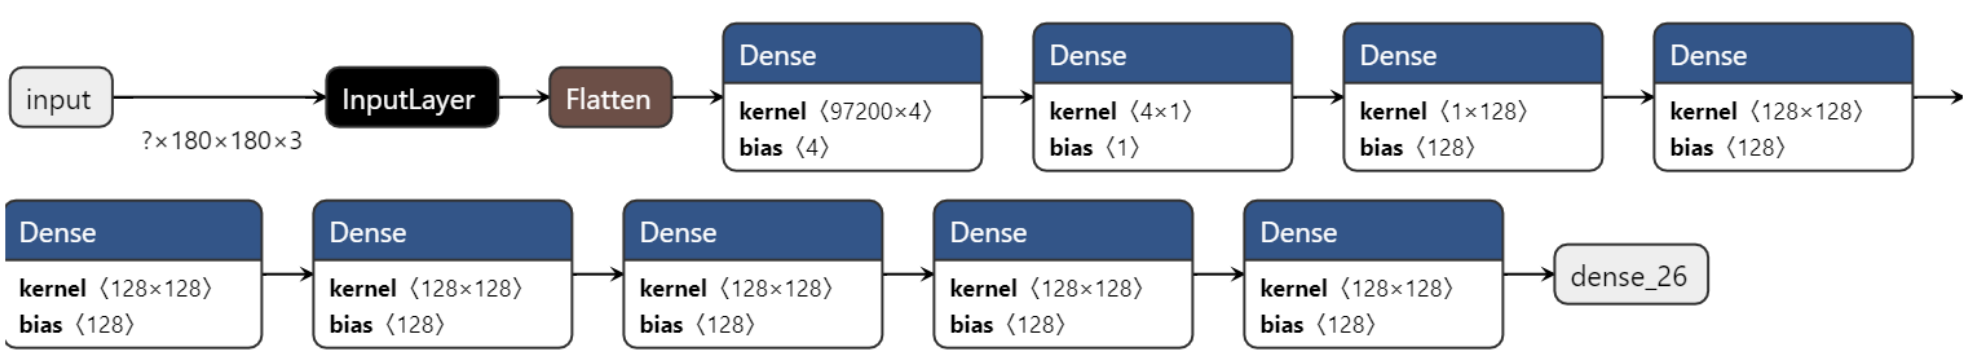 input
?×180×180×3
InputLayer
Flatten
Dense
kernel 〈97200×4〉
bias 〈4〉
Dense
kernel 〈4×1〉
bias 〈1〉
Dense
kernel 〈1×128〉
bias 〈128〉
Dense
kernel 〈128×128〉
bias 〈128〉
Dense
kernel 〈128×128〉
bias 〈128〉
Dense
kernel 〈128×128〉
bias 〈128〉
Dense
kernel 〈128×128〉
bias 〈128〉
Dense
kernel 〈128×128〉
bias 〈128〉
Dense
kernel 〈128×128〉
bias 〈128〉
dense_26